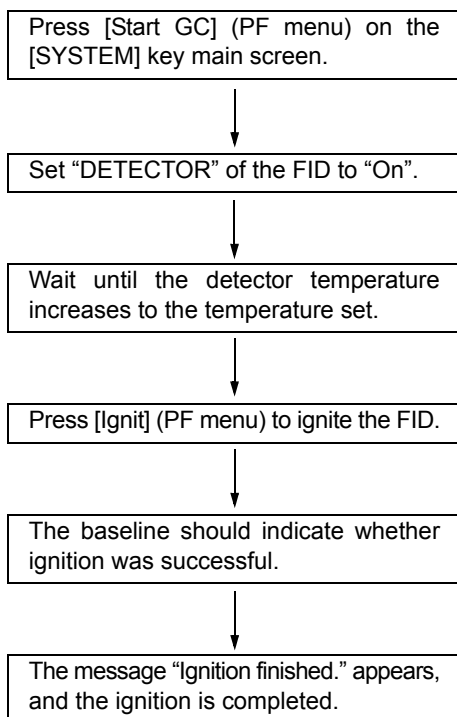 Press [Start GC] (PF menu) on the
[SYSTEM] key main screen.
Set “DETECTOR” of the FID to “On”.
Wait until the detector temperature
increases to the temperature set.
Press [Ignit] (PF menu) to ignite the FID.
The baseline should indicate whether
ignition was successful.
The message “Ignition finished.” appears,
and the ignition is completed.